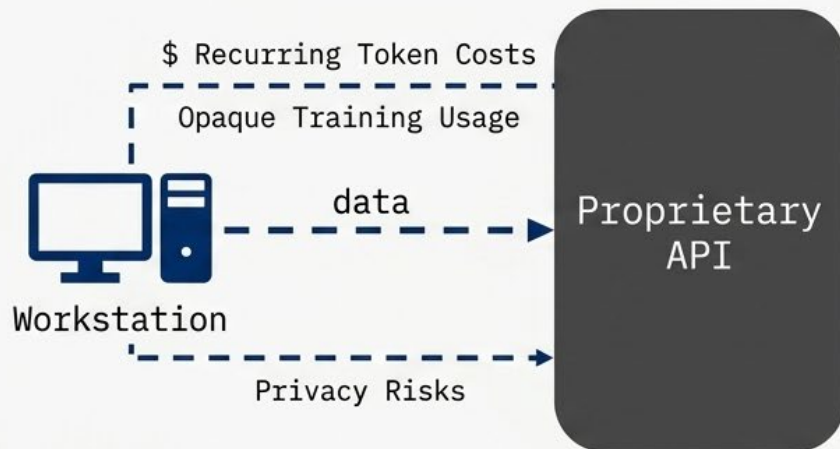 $ Recurring Token Costs
Opaque Training Usage
data
Proprietary
API
Workstation
Privacy Risks